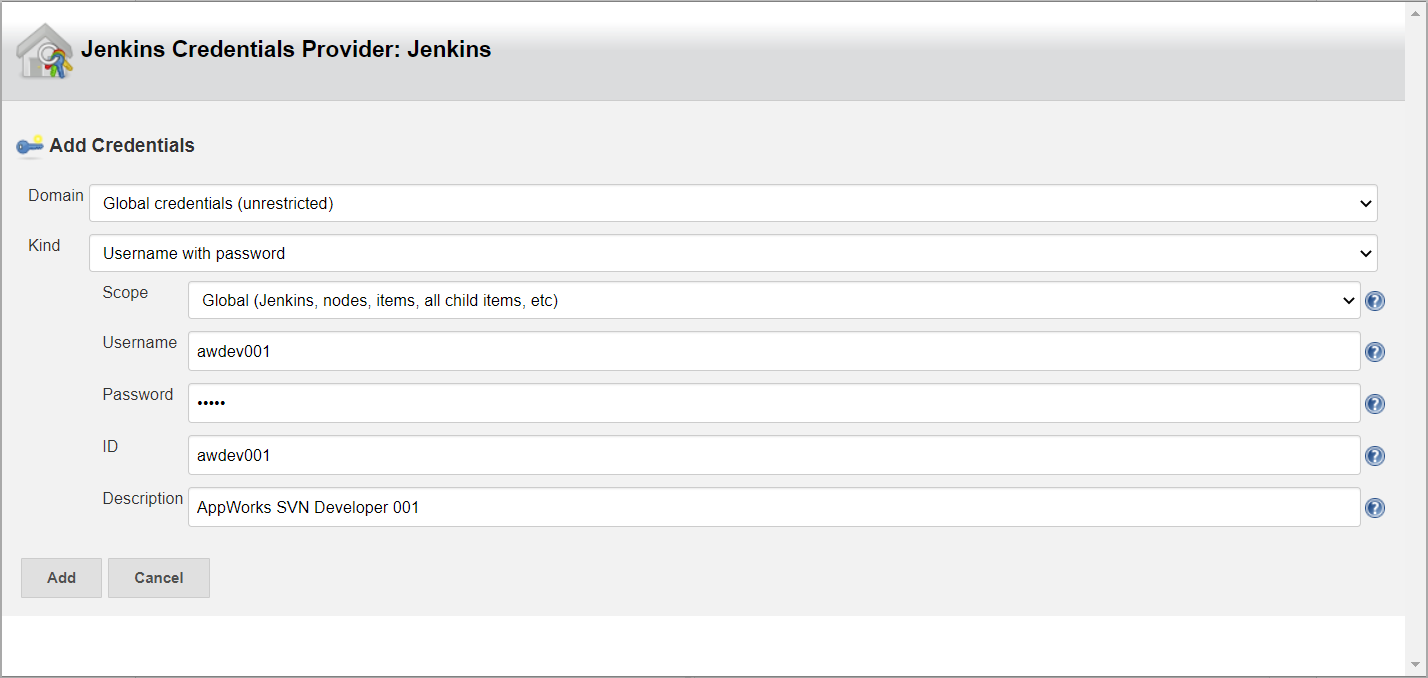 Jenkins Credentials Provider: Jenkins
Add Credentials
Domain
Global credentials (unrestricted)
Kind
Username with password
Scope
Global (Jenkins, nodes, items, all child items, etc)
Username
awdev001
Password
•••••
ID
awdev001
Description
AppWorks SVN Developer 001
Add Cancel